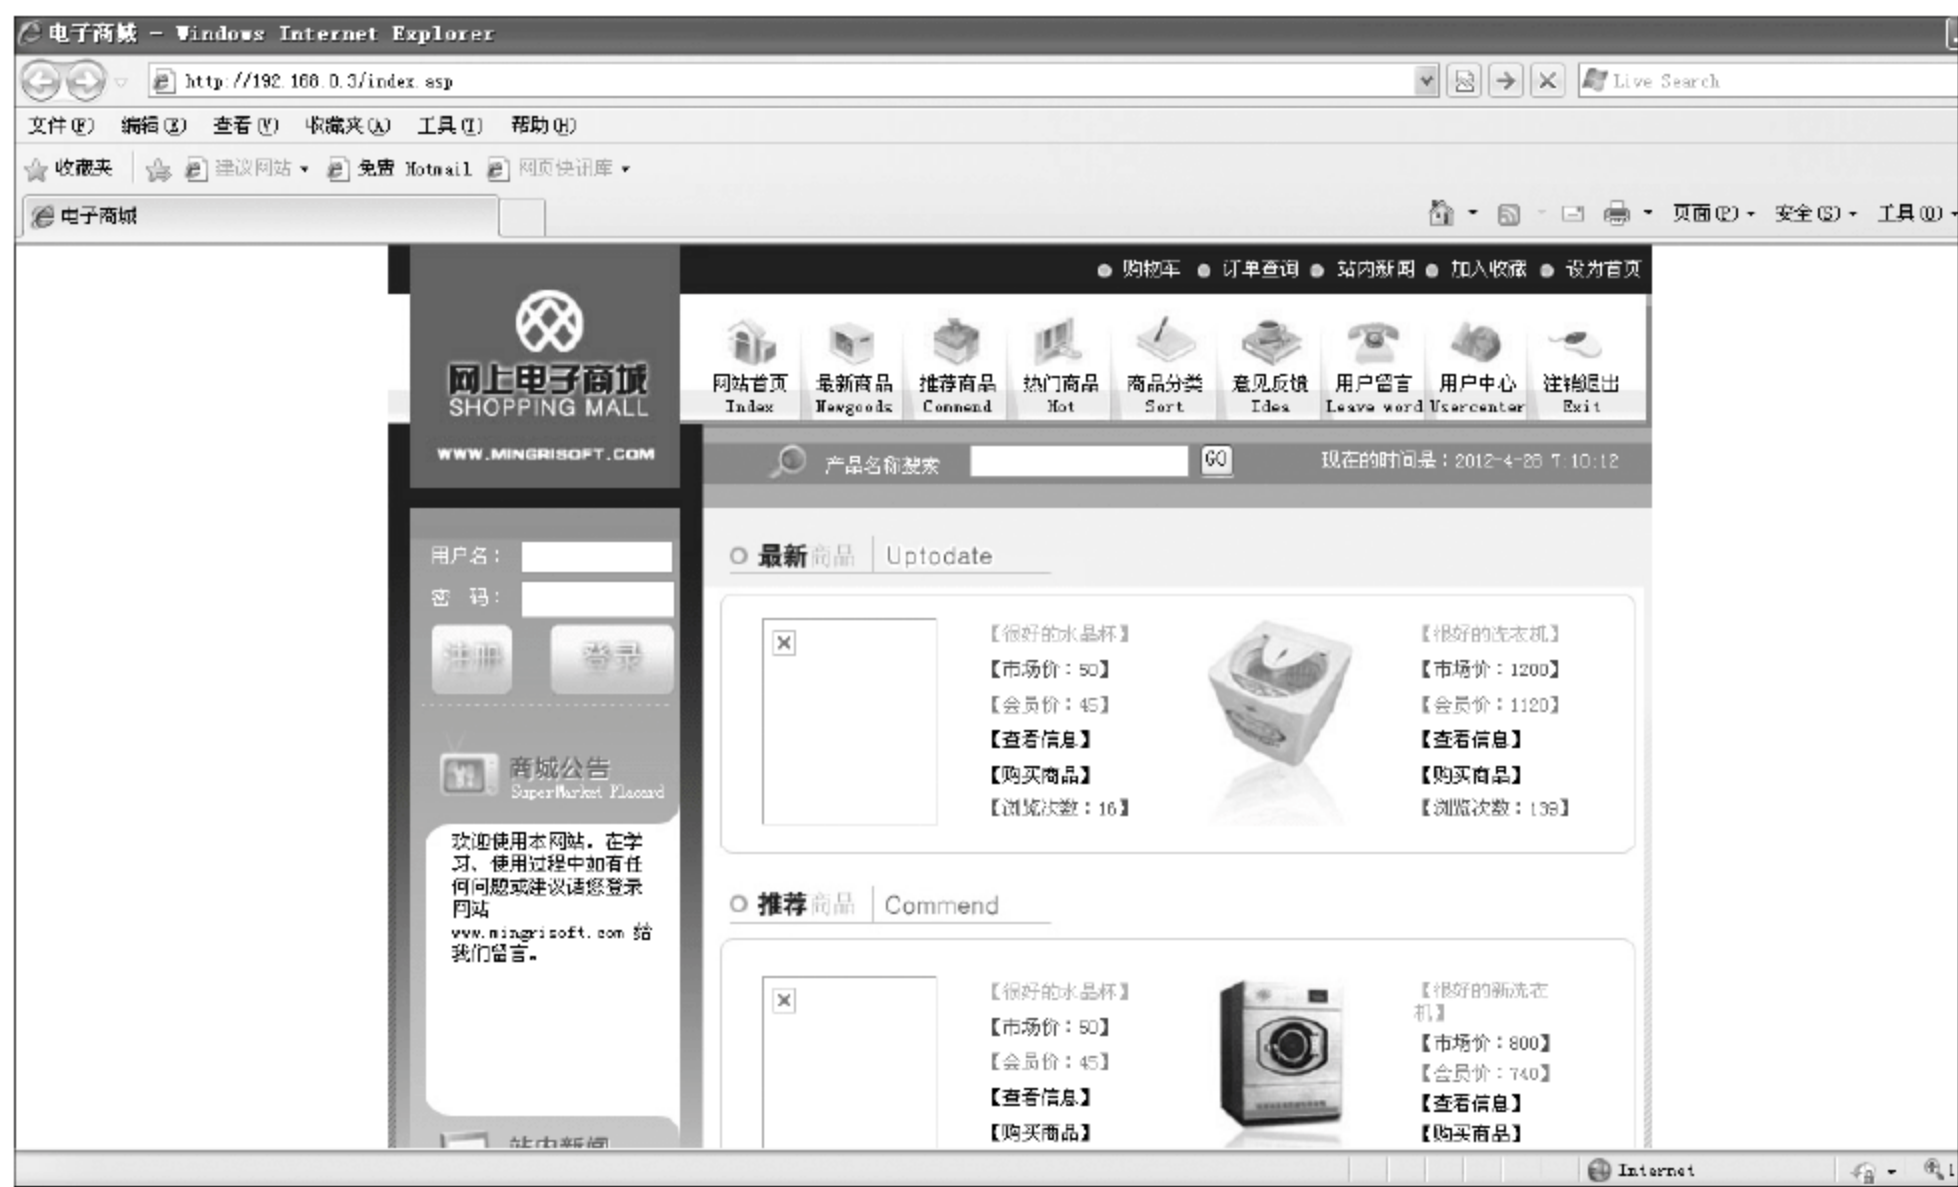 电子商城 - Windows Internet Explorer
http://192.168.0.3/index.asp
Live Search
文件(F) 编辑(E) 查看(V) 收藏夹(A) 工具(T) 帮助(H)
收藏夹 建议网站 免费 Hotmail 网页快讯库
电子商城
页面(P) 安全(S) 工具(O)
购物车 订单查询 站内新闻 加入收藏 设为首页
网上电子商城
SHOPPING MALL
WWW.MINGRISOFT.COM
网站首页 最新商品 推荐商品 热门商品 商品分类 意见反馈 用户留言 用户中心 注销退出
Index Newgoods Commend Hot Sort Idea Leave word Usercenter Exit
产品名称搜索 GO 现在的时间是：2012-4-28 7:10:12
用户名：
密 码：
注册 登录
商城公告
SuperMarket Placard
欢迎使用本网站。在学
习、使用过程中如有任
何问题或建议请您登录
网站
www.mingrisoft.com 给
我们留言。
站内新闻
最新商品 Uptodate
【很好的水晶杯】
【市场价：50】
【会员价：45】
【查看信息】
【购买商品】
【浏览次数：16】
【很好的洗衣机】
【市场价：1200】
【会员价：1120】
【查看信息】
【购买商品】
【浏览次数：139】
推荐商品 Commend
【很好的水晶杯】
【市场价：50】
【会员价：45】
【查看信息】
【购买商品】
【很好的新洗衣
机】
【市场价：800】
【会员价：740】
【查看信息】
【购买商品】
Internet